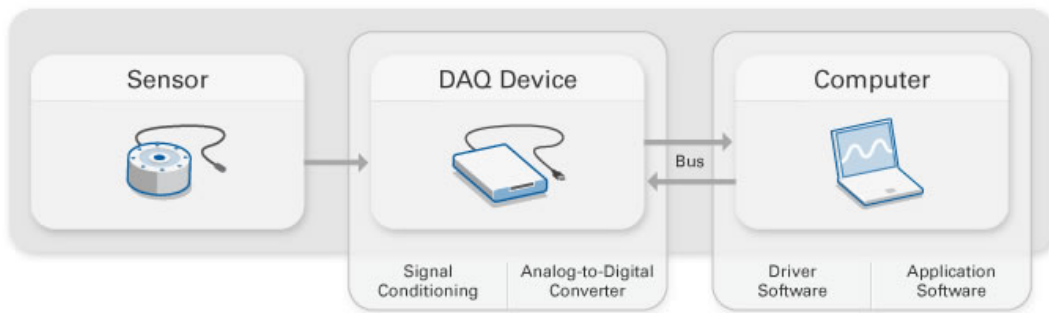 Sensor
DAQ Device
Computer
Bus
Signal
Conditioning
Analog-to-Digital
Converter
Driver
Software
Application
Software